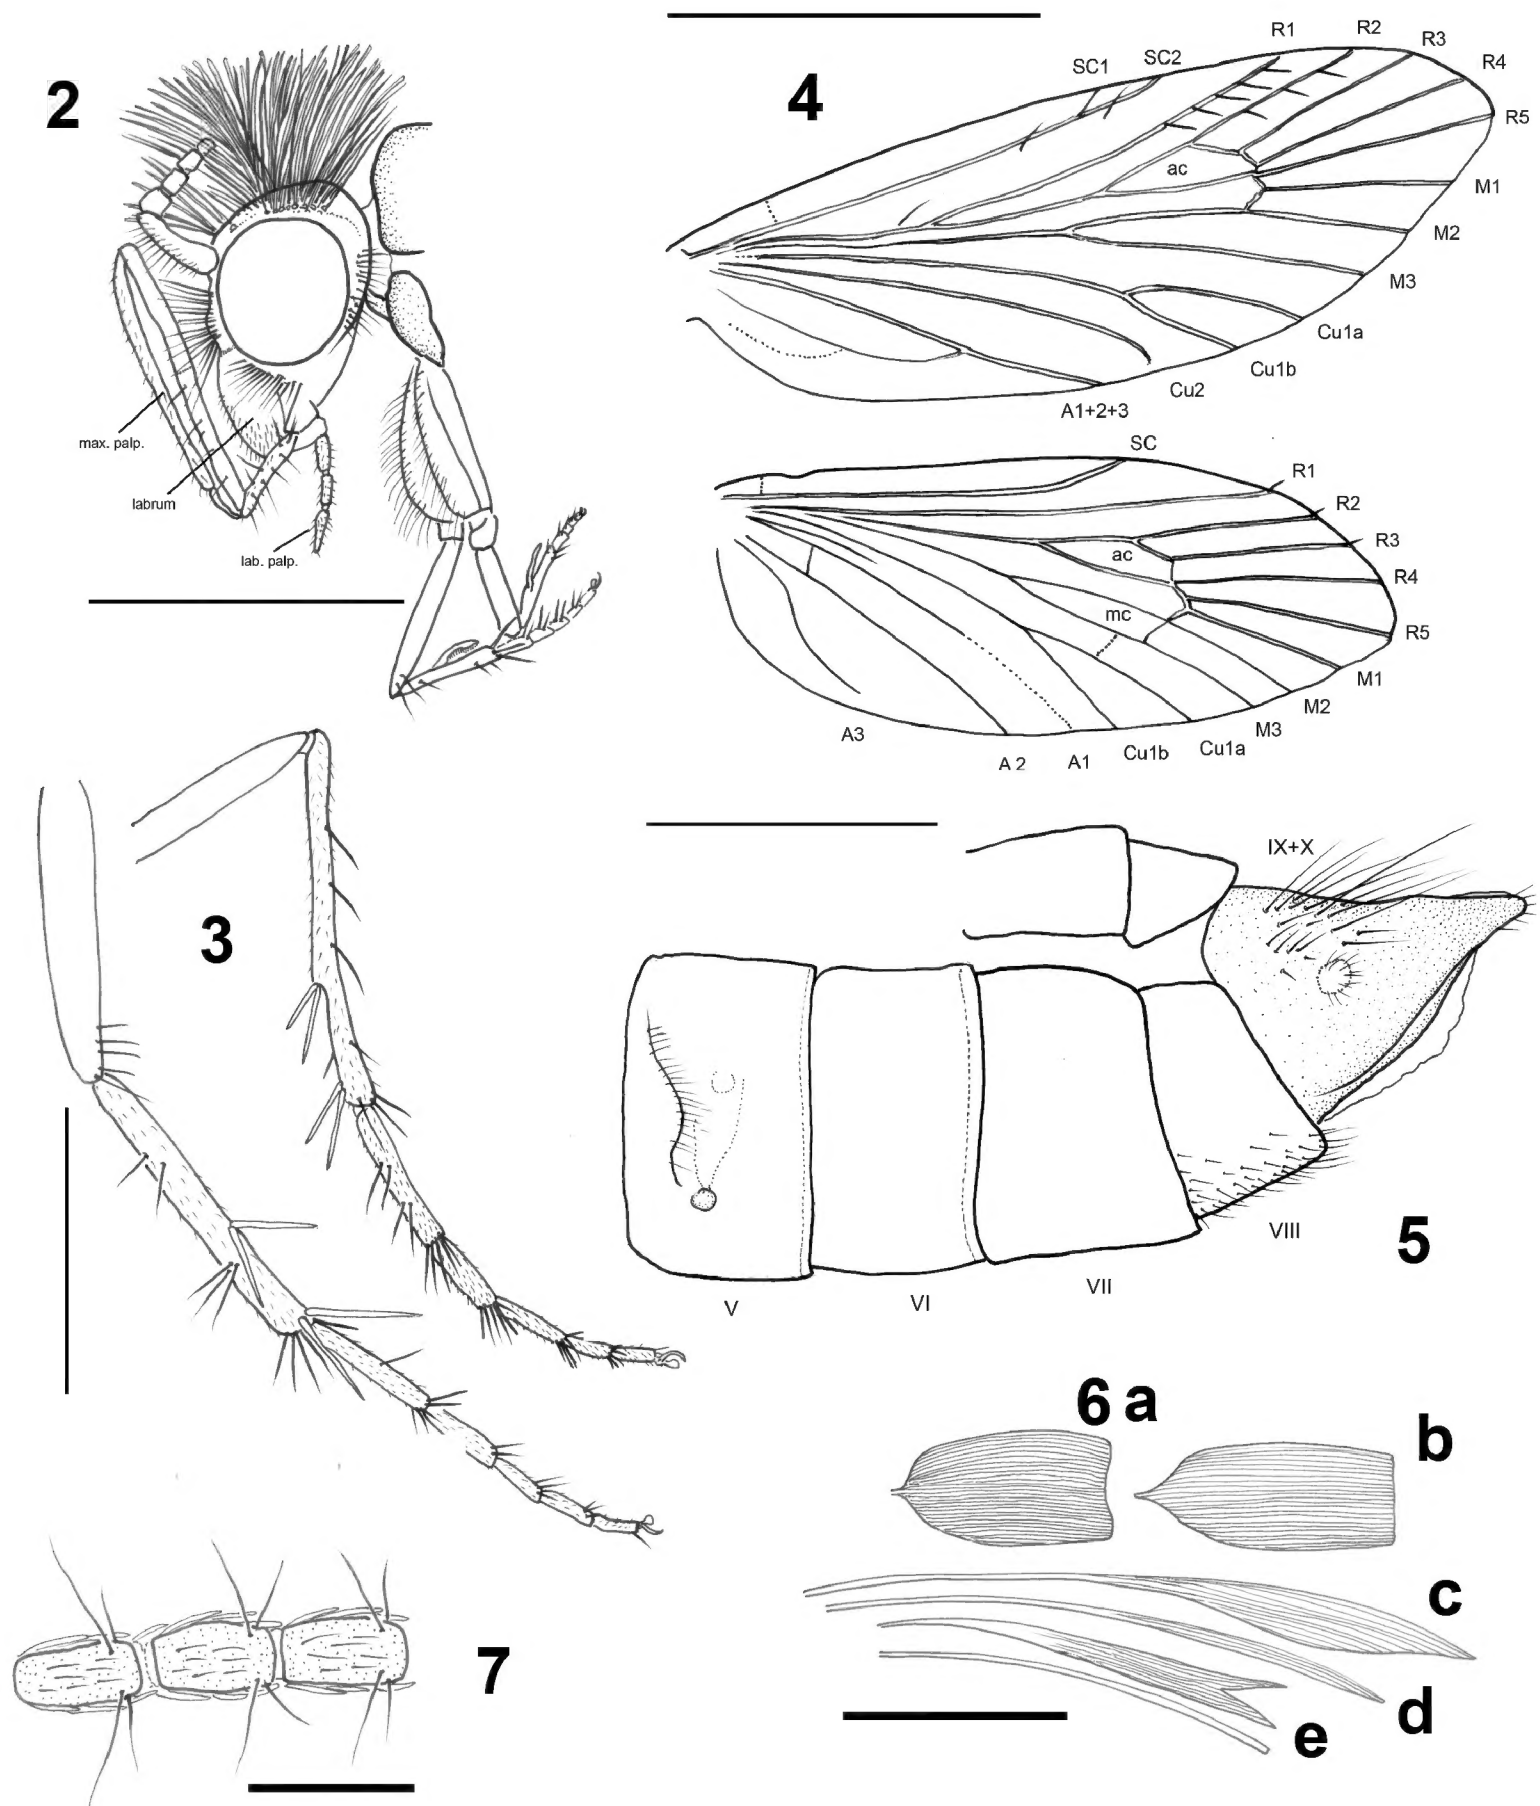 2
max. palp.
labrum
lab. palp.
4
SC1
SC2
R1
R2
R3
R4
R5
ac
M1
M2
M3
Cu1a
Cu1b
Cu2
A1+2+3
SC
R1
R2
R3
R4
R5
ac
mc
M1
M2
M3
Cu1a
Cu1b
A1
A 2
A3
3
IX+X
V
VI
VII
VIII
5
6 a
b
c
d
e
7